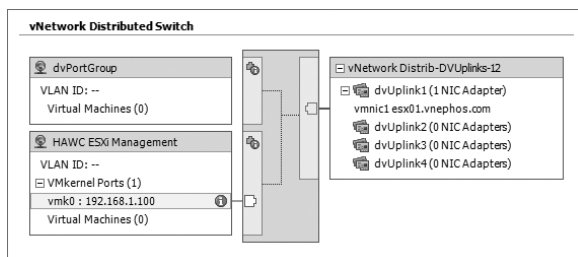 vNetwork Distributed Switch
dvPortGroup
VLAN ID: --
Virtual Machines (0)
HAWC ESXi Management
VLAN ID: --
VMkernel Ports (1)
vmk0 : 192.168.1.100
Virtual Machines (0)
vNetwork Distrib-DVUplinks-12
dvUplink1 (1 NIC Adapter)
vmnic1 esx01.vnephos.com
dvUplink2 (0 NIC Adapters)
dvUplink3 (0 NIC Adapters)
dvUplink4 (0 NIC Adapters)